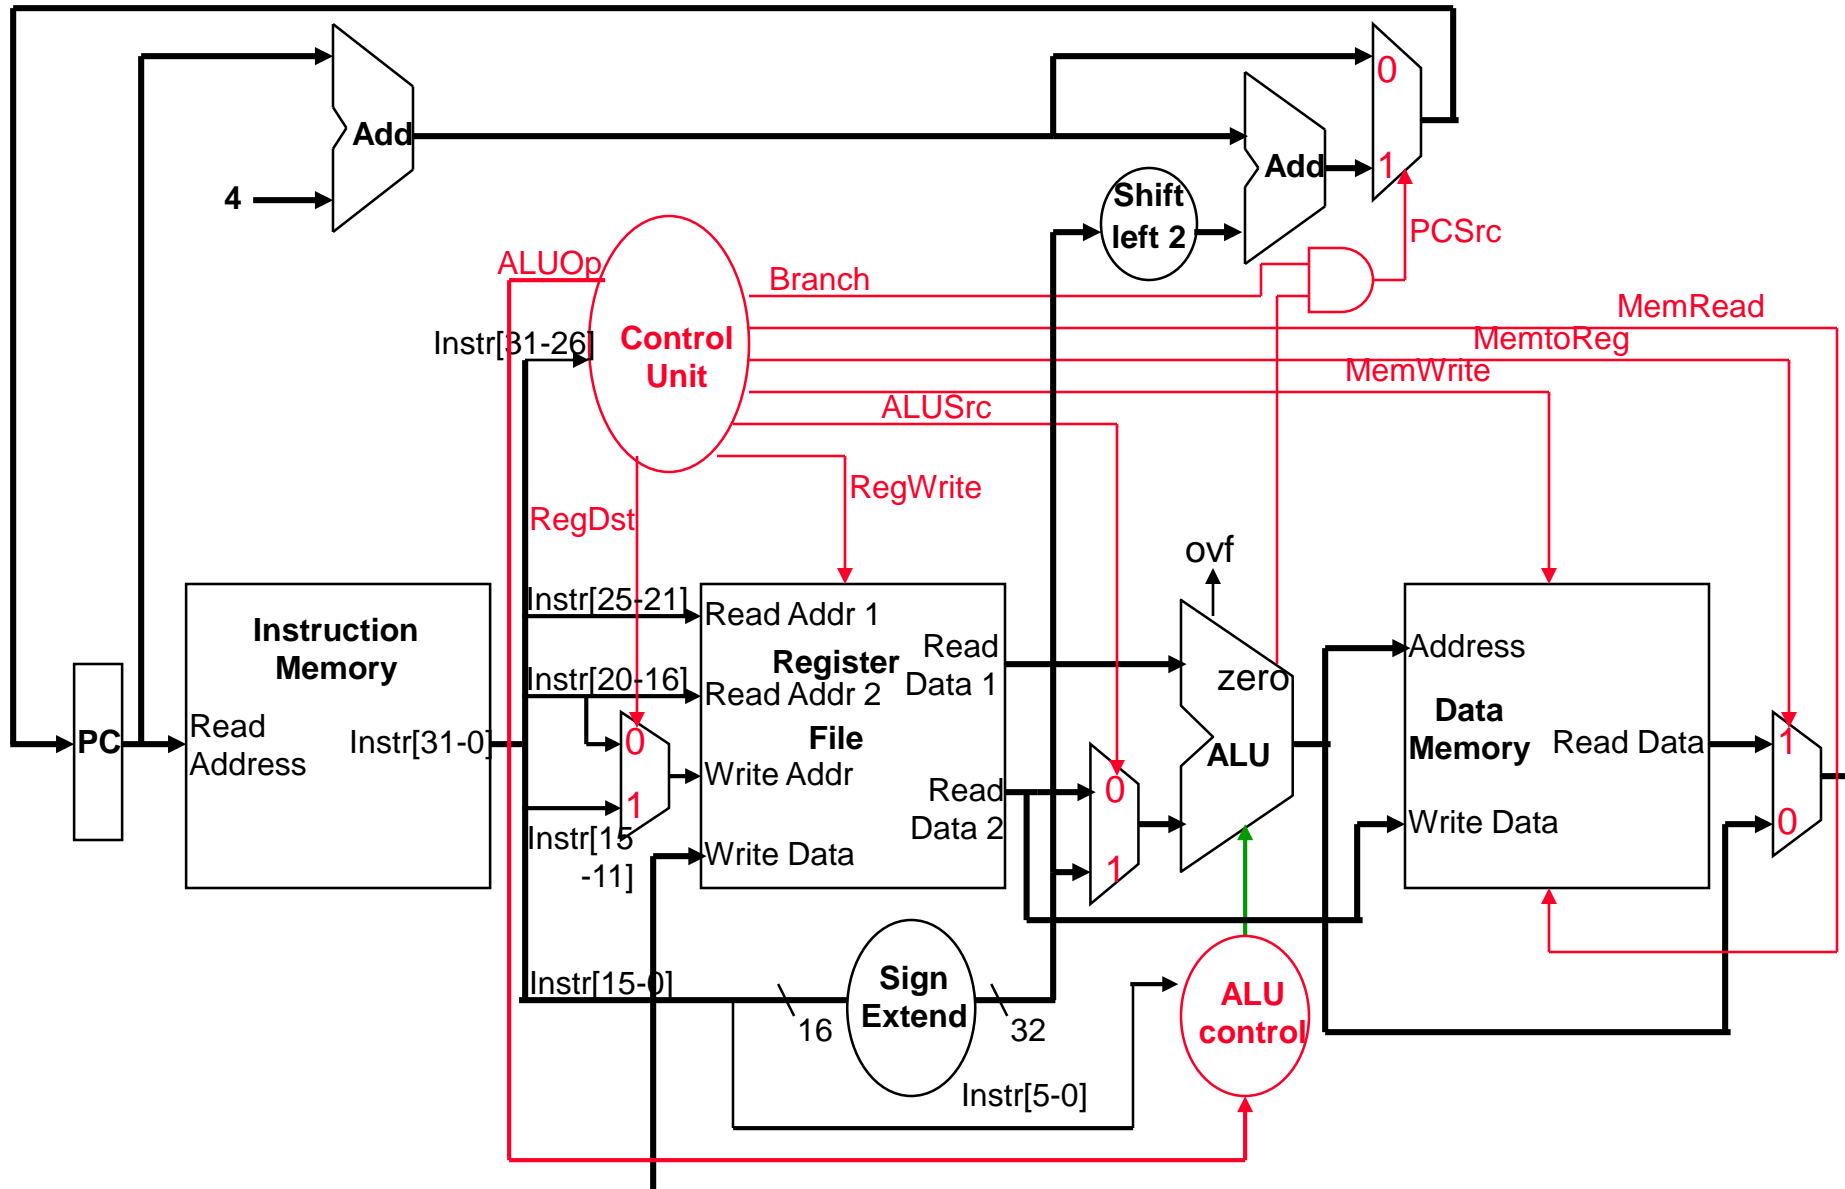 0
Add
Add
1
4
Shift
left 2
PCSrc
ALUOp
Branch
MemRead
Instr[31-26]
Control
Unit
MemtoReg
MemWrite
ALUSrc
RegWrite
RegDst
ovf
Instr[25-21]
Read Addr 1
Instruction
Memory
Register
Read
Data 1
zero
Address
Instr[20-16]
Read Addr 2
Data
Memory
PC
Read
Address
Instr[31-0]
0
File
ALU
Read Data
1
Write Addr
1
Read
Data 2
0
Write Data
0
Instr[15
-11]
Write Data
1
Instr[15-0]
Sign
Extend
16
32
ALU
control
Instr[5-0]